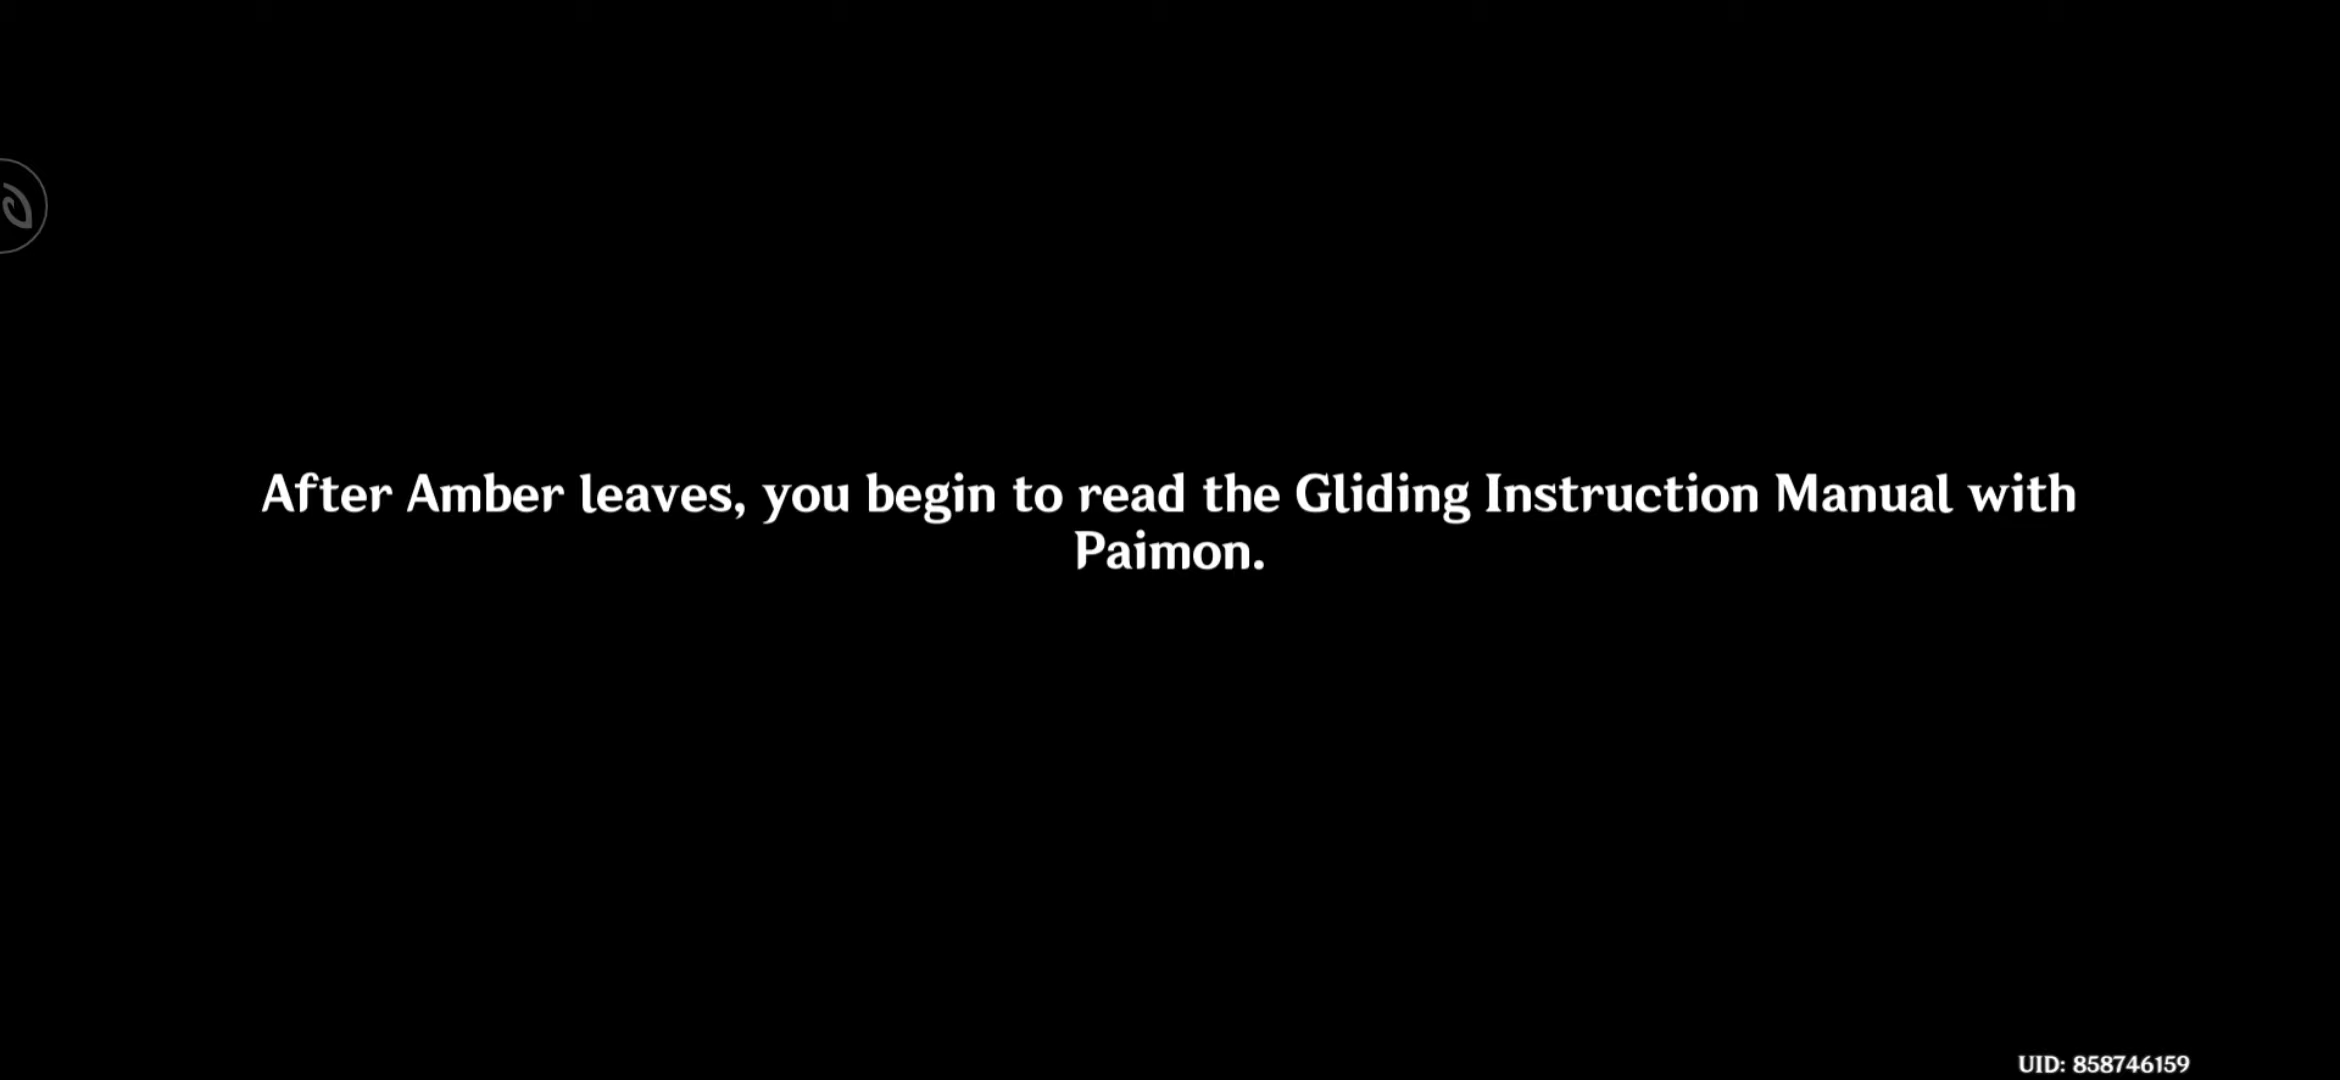 After Amber leaves, you begin to read the Gliding Instruction Manual with
Paimon.
UID: 858746159